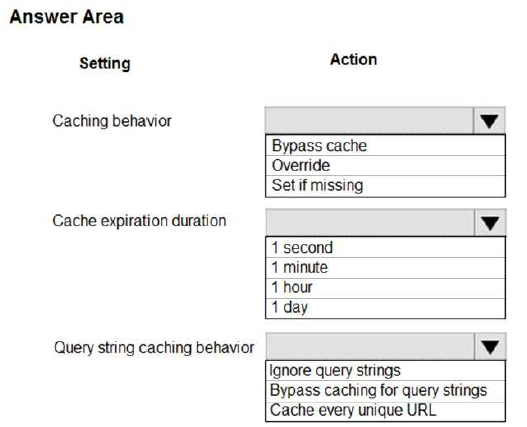 Answer Area
Setting Action
Caching behavior
Bypass cache
Override
Set if missing
Cache expiration duration
1 second
1 minute
1 hour
1 day
Query string caching behavior
Ignore query strings
Bypass caching for query strings
Cache every unique URL